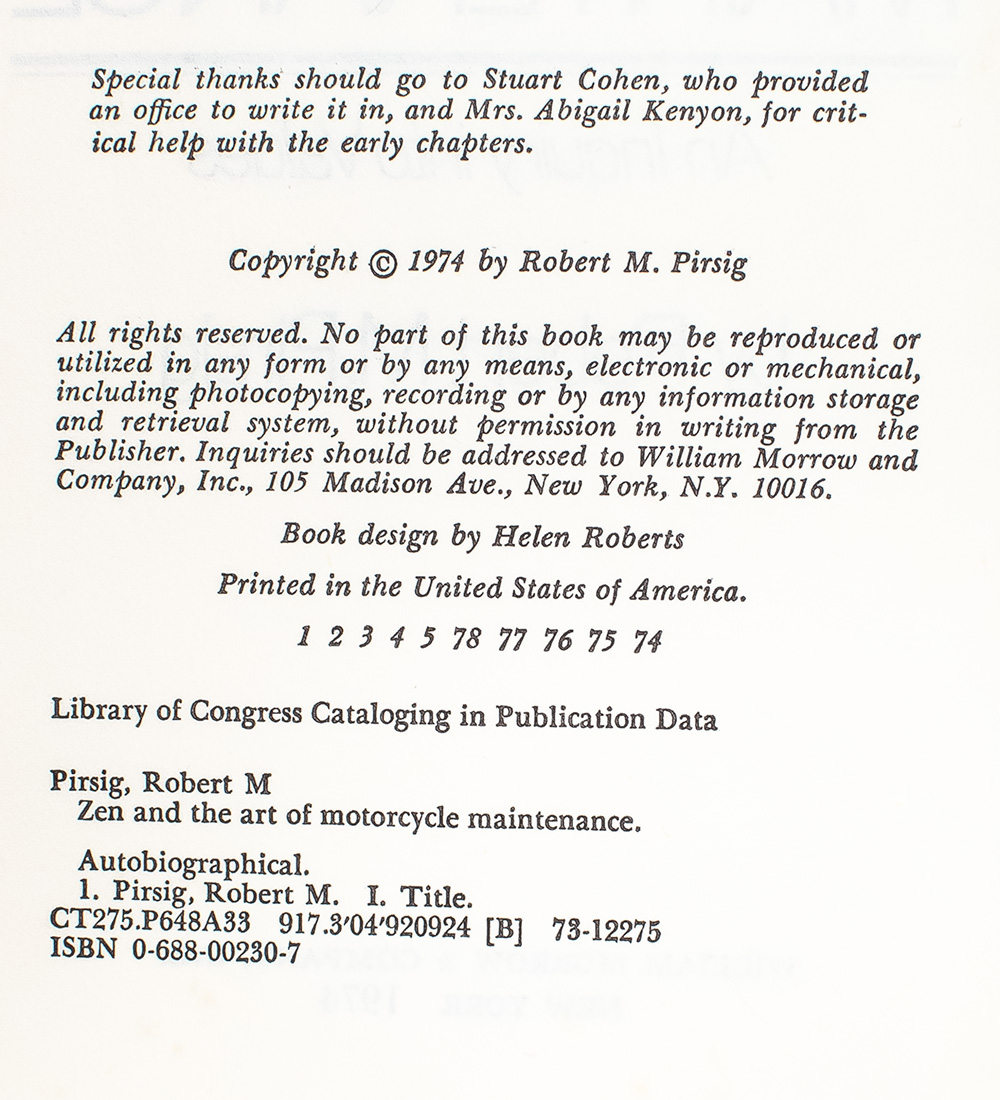 Special thanks should go to Stuart Cohen, who provided
an office to write it in, and Mrs. Abigail Kenyon, for crit-
ical help with the early chapters.
Copyright © 1974 by Robert M. Pirsig
All rights reserved. No part of this book may be reproduced or
utilized in any form or by any means, electronic or mechanical,
including photocopying, recording or by any information storage
and retrieval system, without permission in writing from the
Publisher. Inquiries should be addressed to William Morrow and
Company, Inc., 105 Madison Ave., New York, N.Y. 10016.
Book design by Helen Roberts
Printed in the United States of America.
1 2 3 4 5 78 77 76 75 74
Library of Congress Cataloging in Publication Data
Pirsig, Robert M
Zen and the art of motorcycle maintenance.
Autobiographical.
1. Pirsig, Robert M. I. Title.
CT275.P648A33 917.3'04'920924 [B] 73-12275
ISBN 0-688-00230-7